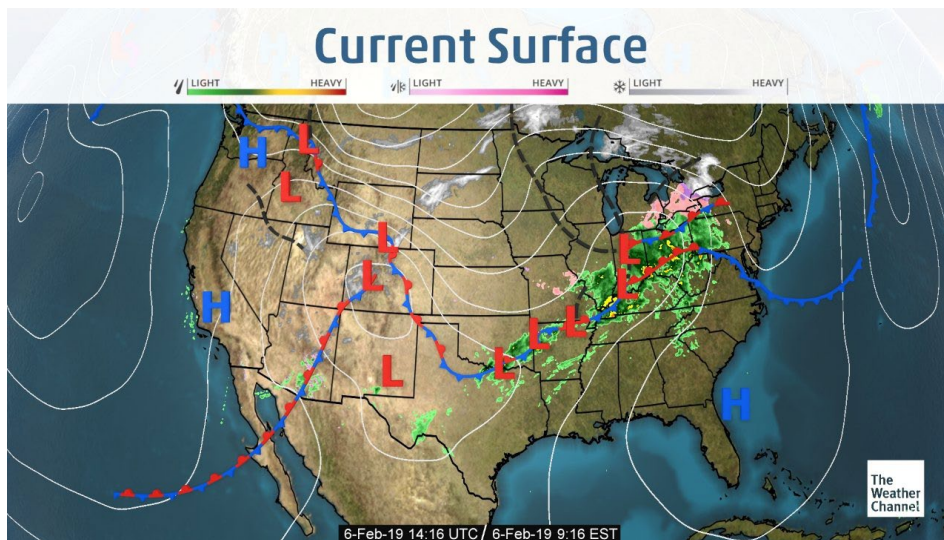 Current Surface
LIGHT HEAVY LIGHT HEAVY LIGHT HEAVY
L
H
L
L
L
L
H
L
L
L
L
L
H
The
Weather
Channel
6-Feb-19 14:16 UTC / 6-Feb-19 9:16 EST